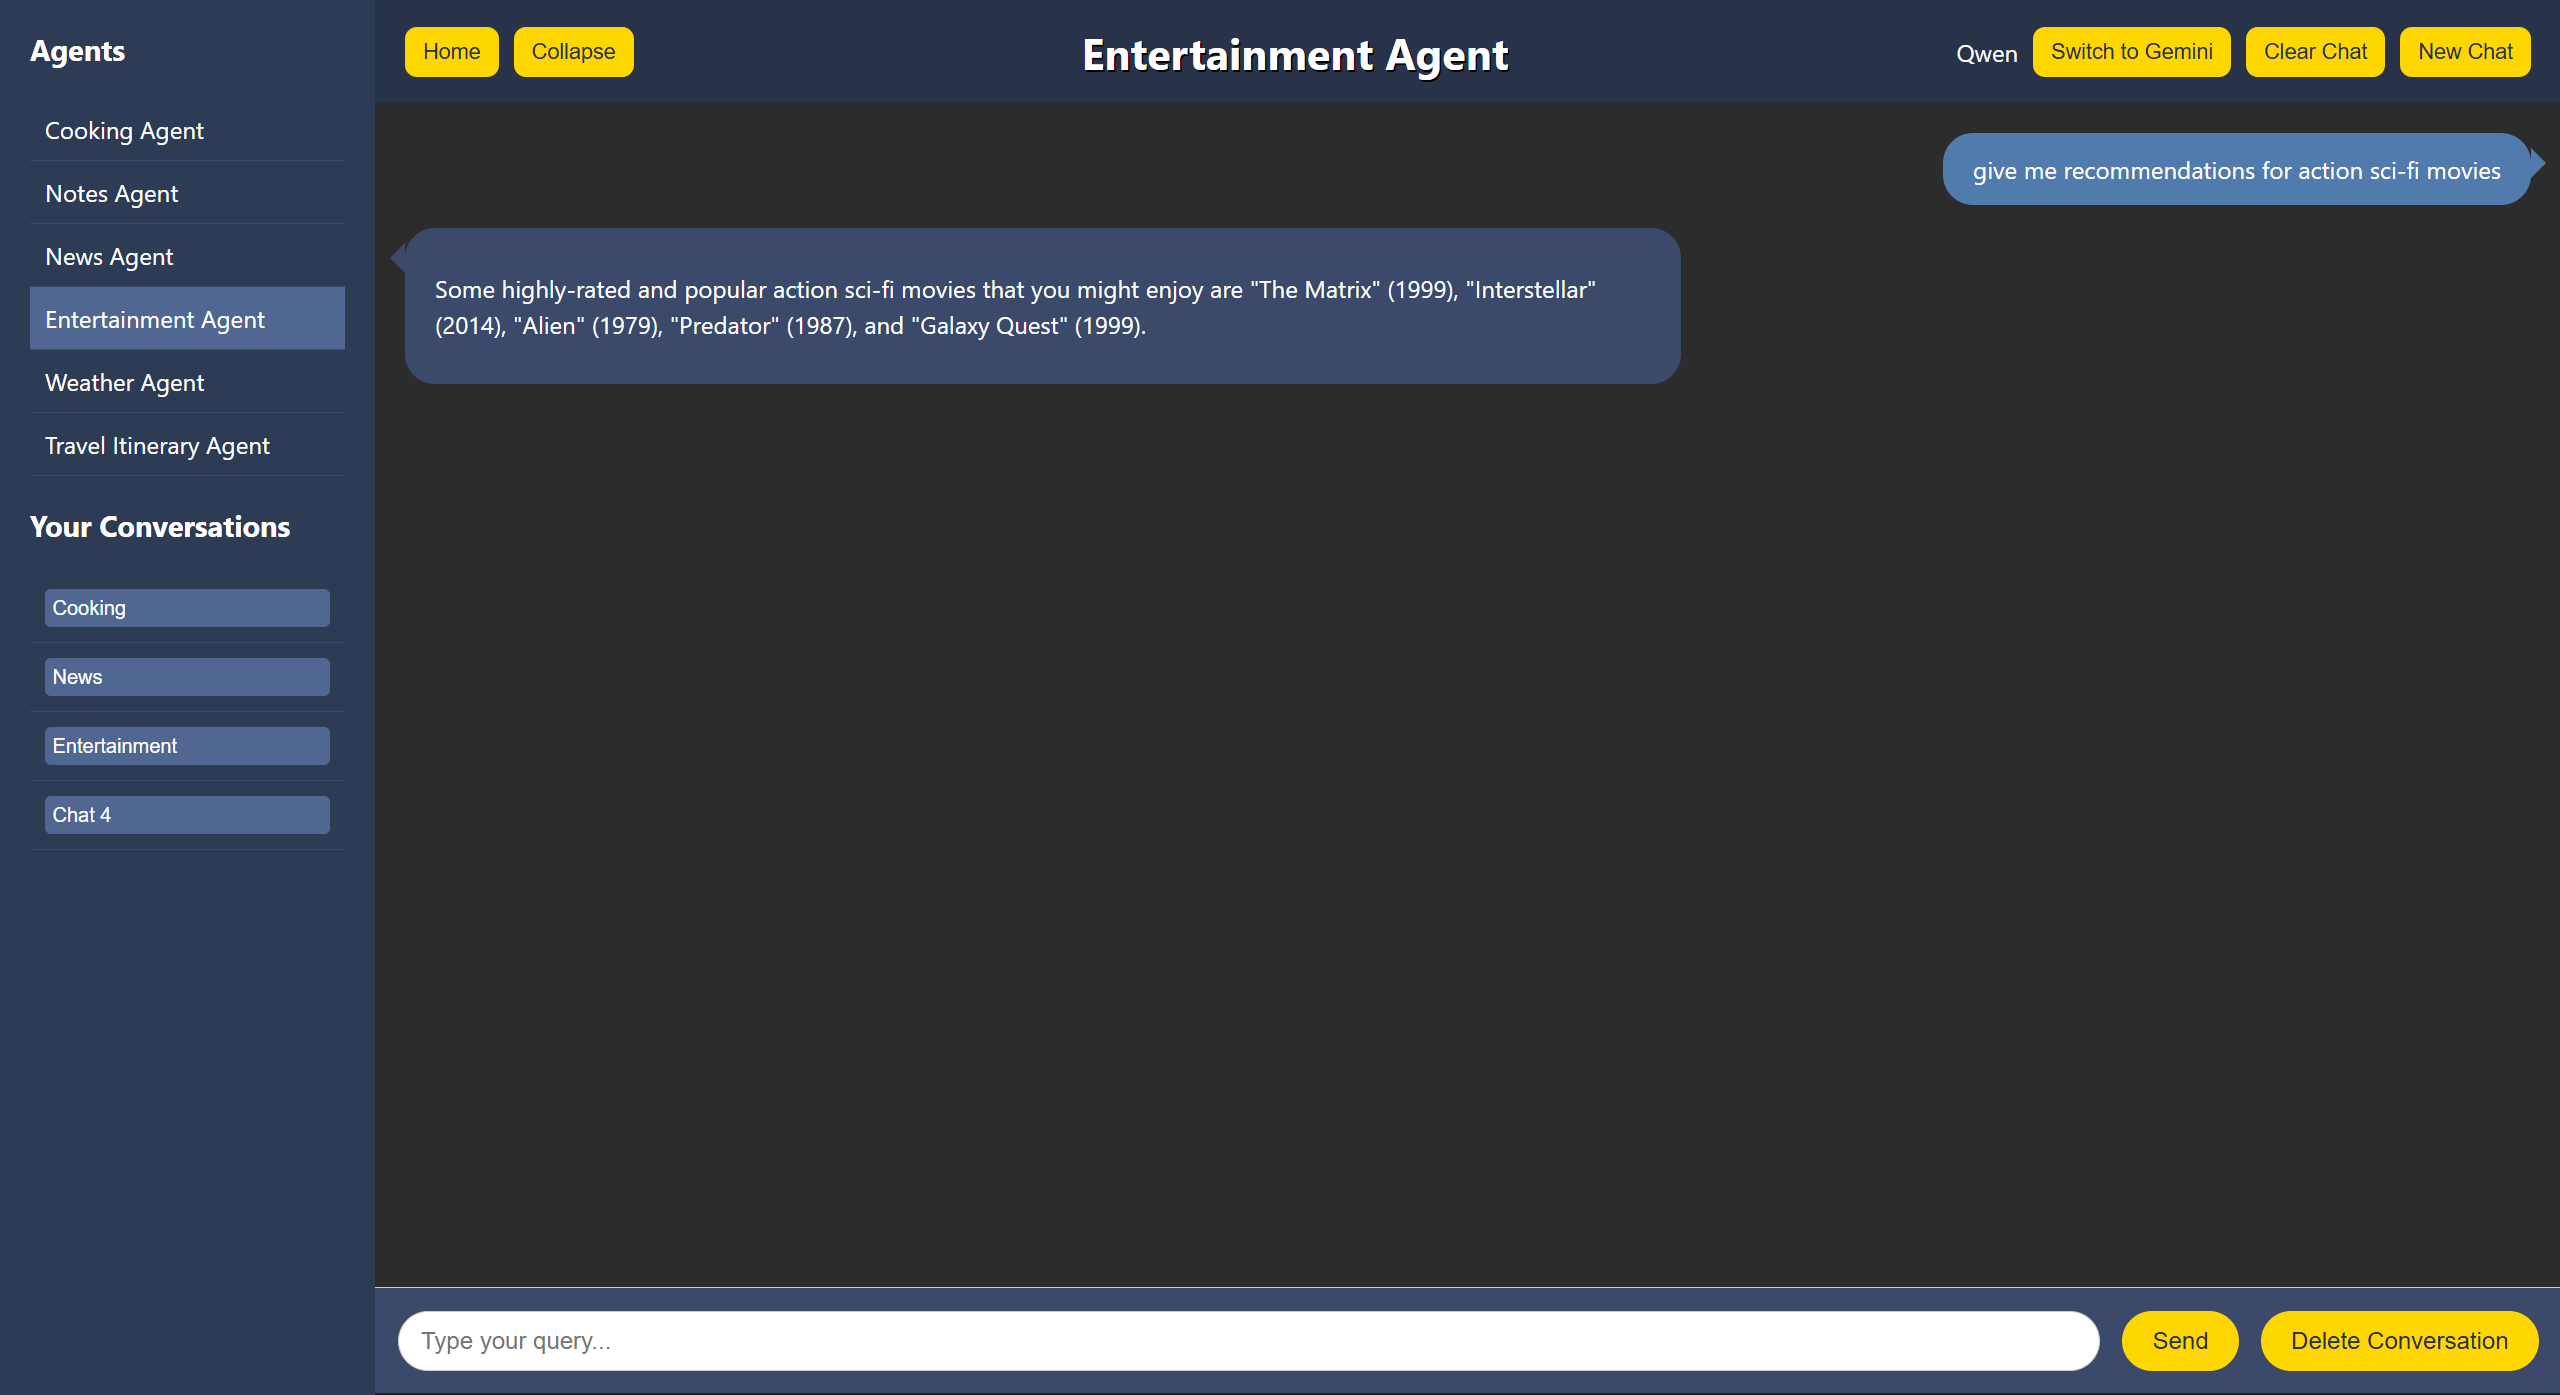 Agents
Cooking Agent
Notes Agent
News Agent
Entertainment Agent
Weather Agent
Travel Itinerary Agent
Your Conversations
Cooking
News
Entertainment
Chat 4
Home
Collapse
Entertainment Agent
Qwen
Switch to Gemini
Clear Chat
New Chat
give me recommendations for action sci-fi movies
Some highly-rated and popular action sci-fi movies that you might enjoy are "The Matrix" (1999), "Interstellar"
(2014), "Alien" (1979), "Predator" (1987), and "Galaxy Quest" (1999).
Type your query...
Send
Delete Conversation